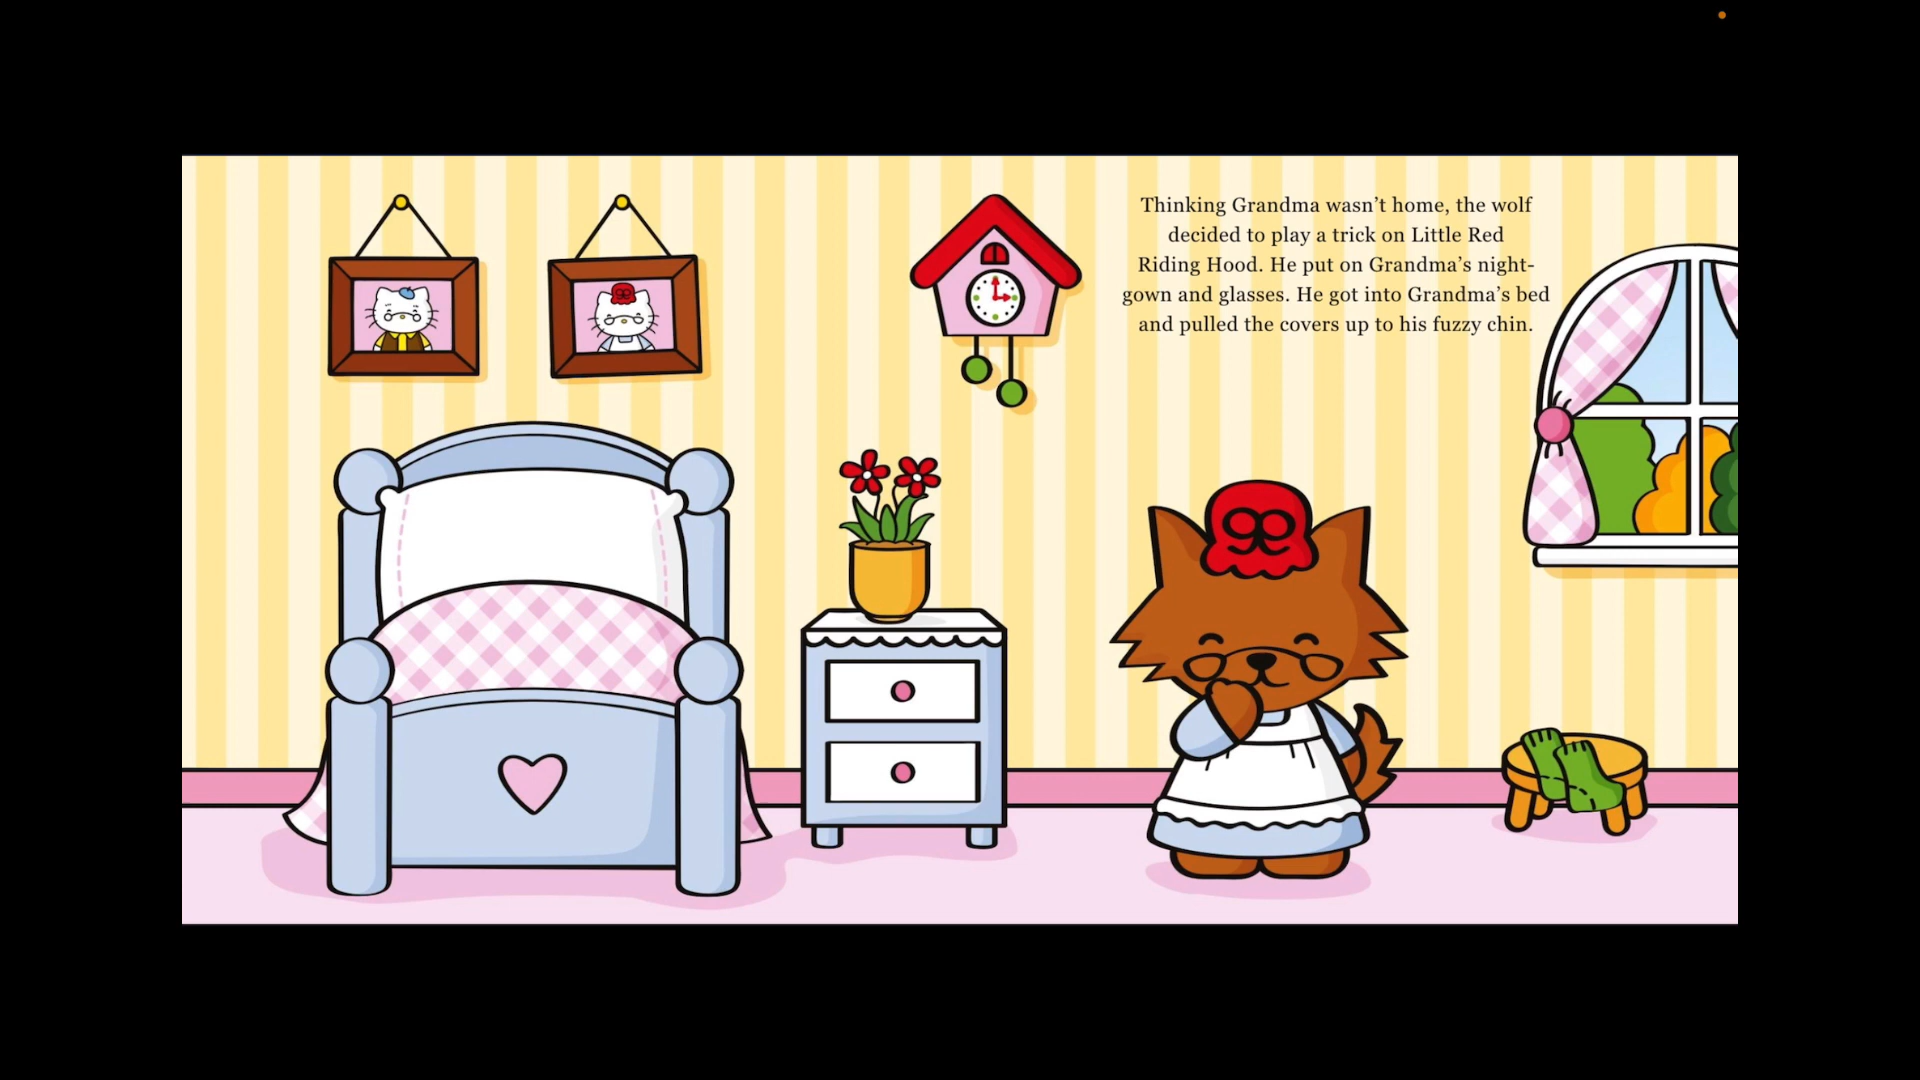 Thinking Grandma wasn’t home, the wolf
decided to play a trick on Little Red
Riding Hood. He put on Grandma’s night-
gown and glasses. He got into Grandma’s bed
and pulled the covers up to his fuzzy chin.